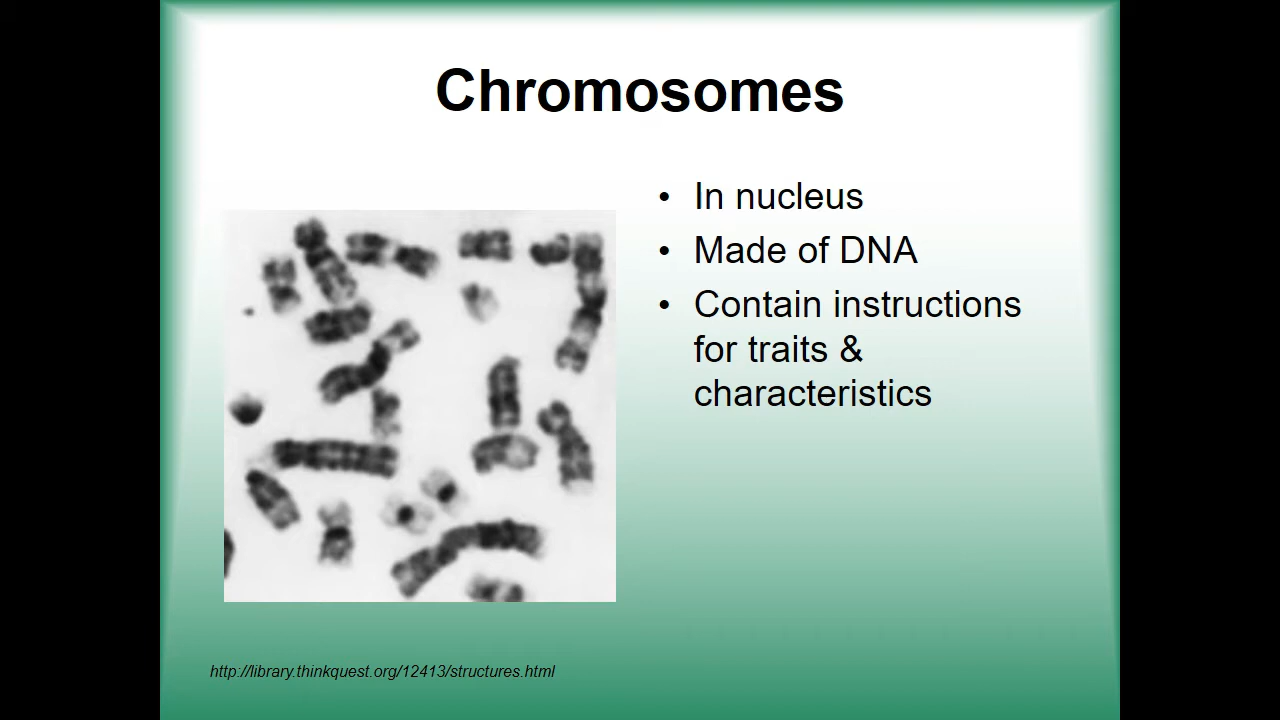 Chromosomes
• In nucleus
• Made of DNA
• Contain instructions
for traits &
characteristics
http://library.thinkquest.org/12413/structures.html